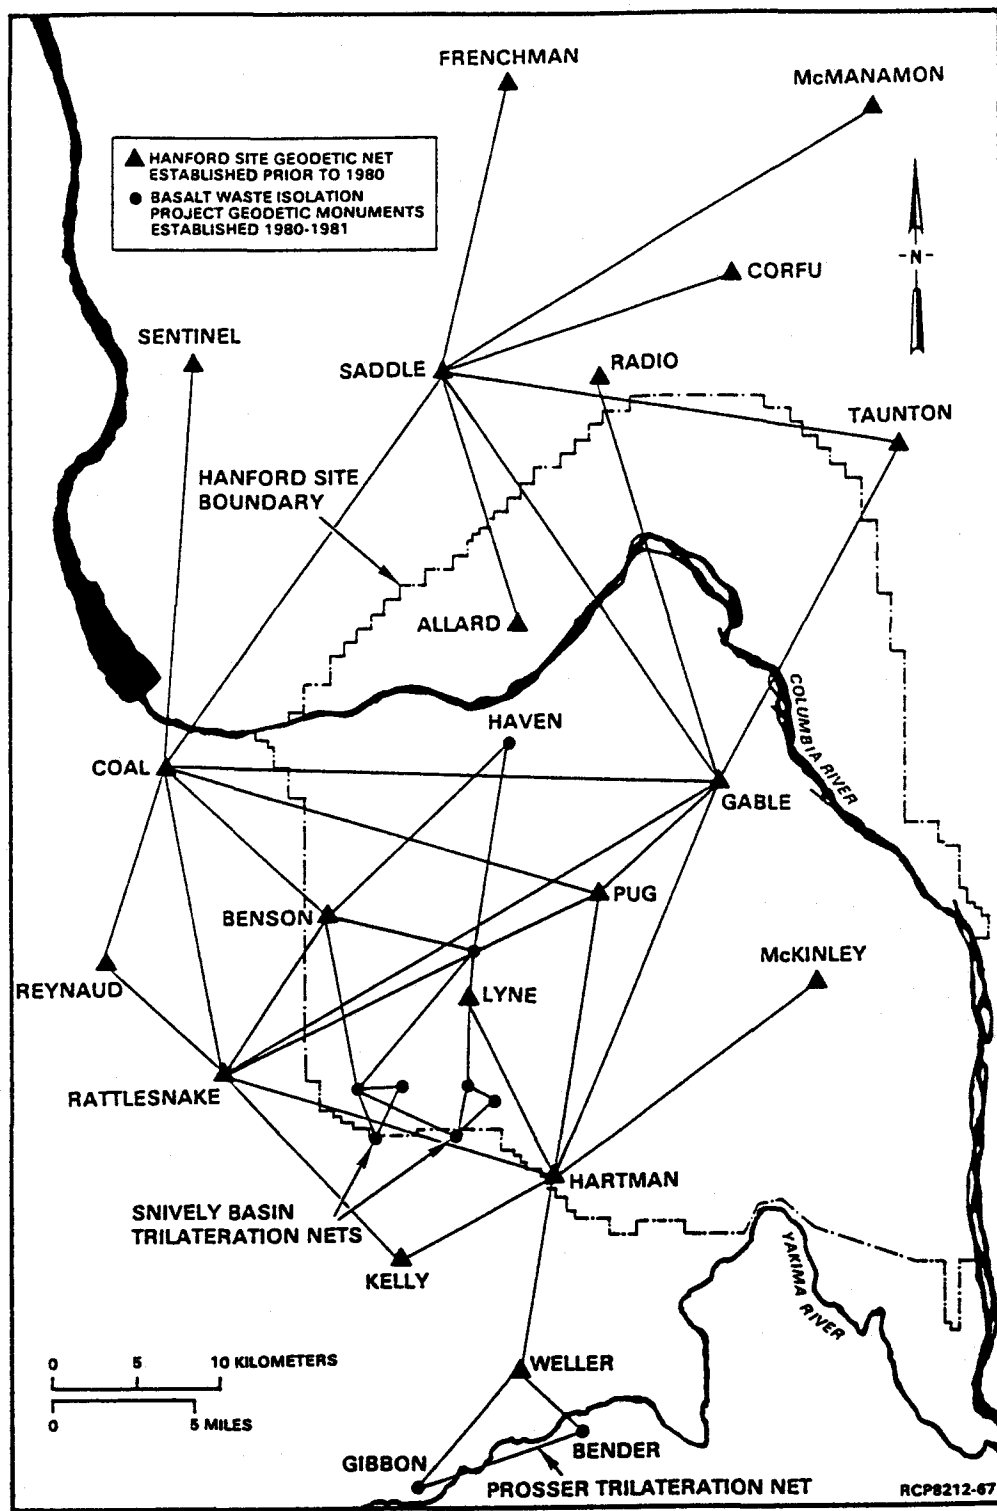 FRENCHMAN
McMANAMON
HANFORD SITE GEODETIC NET
ESTABLISHED PRIOR TO 1980
BASALT WASTE ISOLATION
PROJECT GEODETIC MONUMENTS
ESTABLISHED 1980-1981
-N-
CORFU
SENTINEL
SADDLE
RADIO
TAUNTON
HANFORD SITE
BOUNDARY
ALLARD
COLUMBIA RIVER
HAVEN
COAL
GABLE
PUG
BENSON
McKINLEY
REYNAUD
LYNE
RATTLESNAKE
HARTMAN
SNIVELY BASIN
TRILATERATION NETS
YAKIMA RIVER
KELLY
0 5 10 KILOMETERS
0 5 MILES
WELLER
BENDER
GIBBON
PROSSER TRILATERATION NET
RCP8212-67